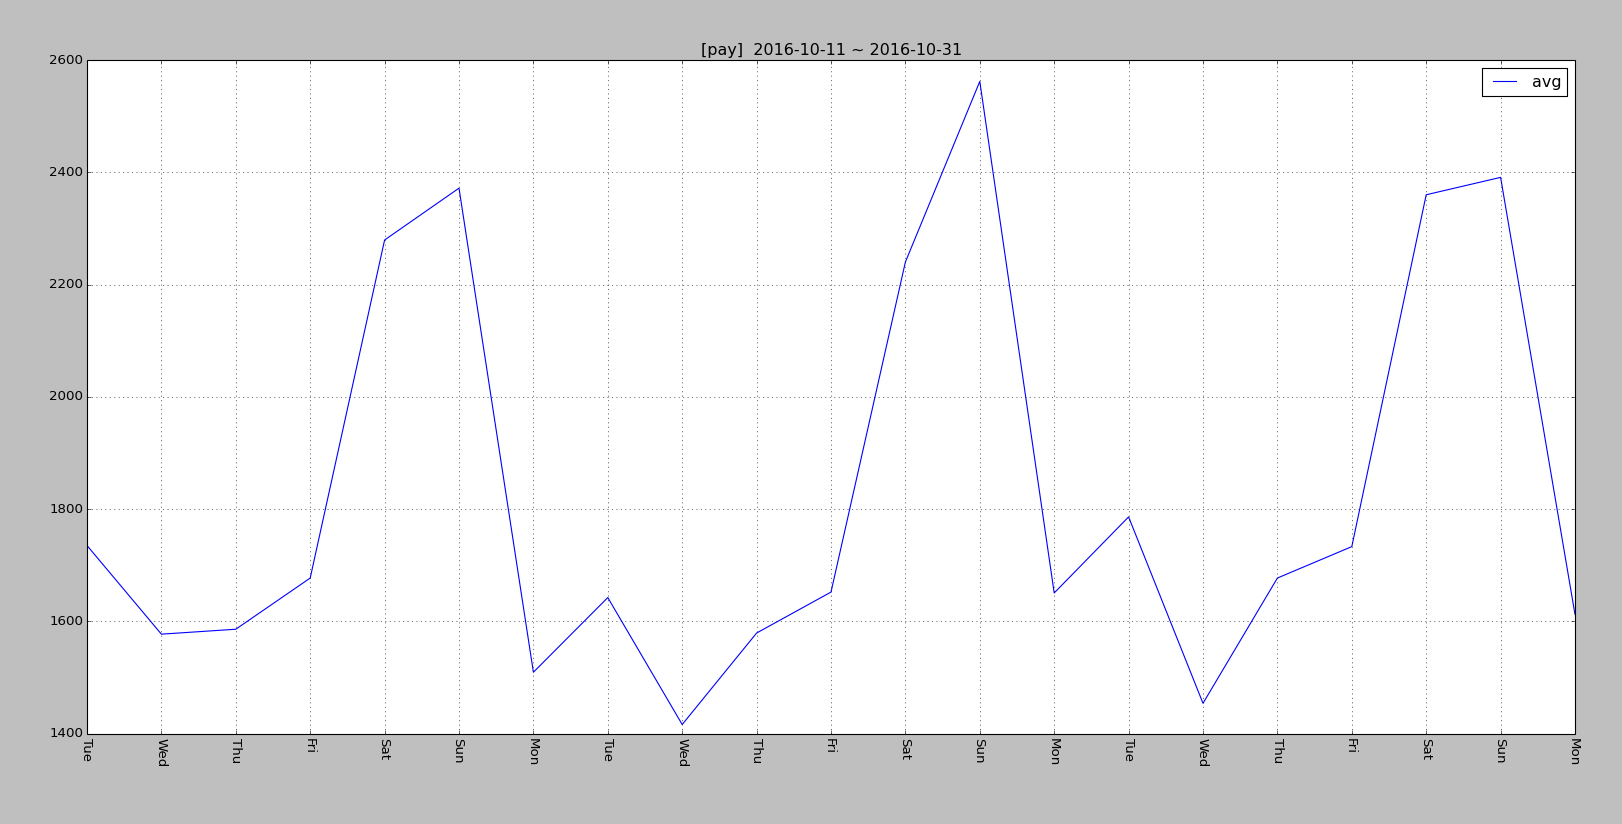 [pay]  2016-10-11 ~ 2016-10-31
avg
2600
2400
2200
2000
1800
1600
1400
Tue Wed Thu Fri Sat Sun Mon Tue Wed Thu Fri Sat Sun Mon Tue Wed Thu Fri Sat Sun Mon